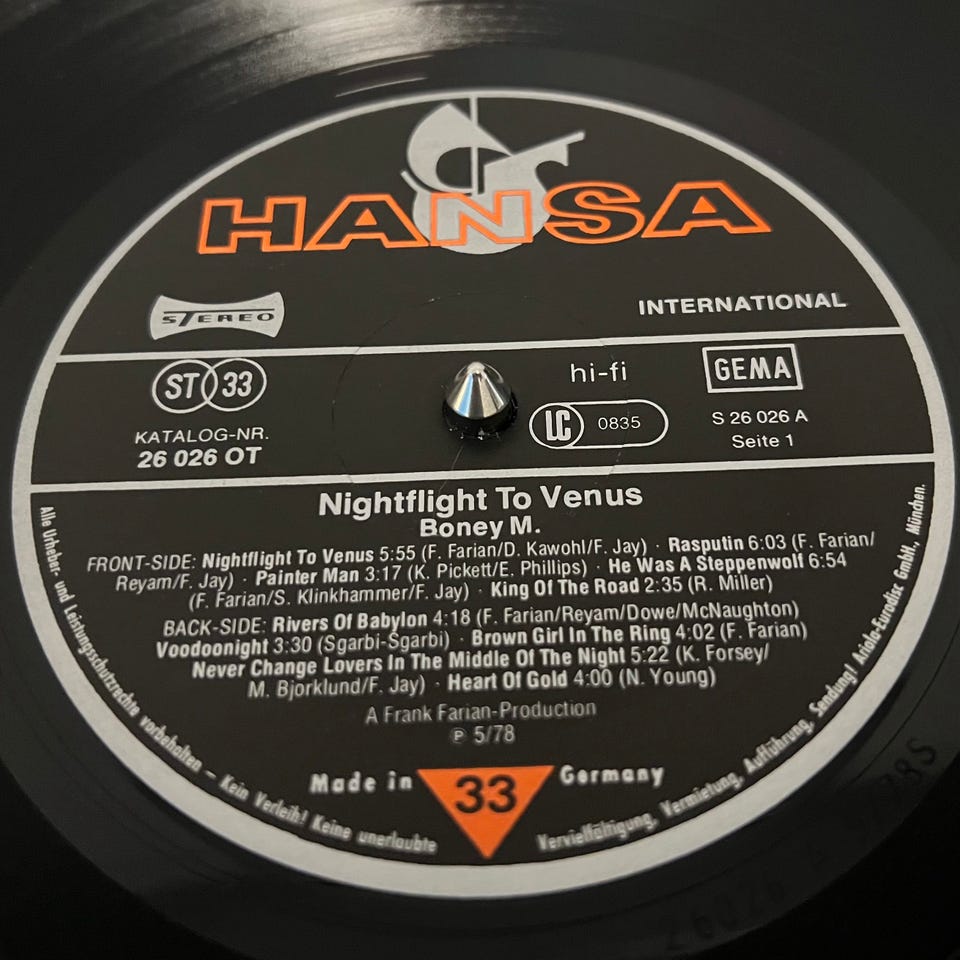 HANSA
INTERNATIONAL
STEREO
ST 33
hi-fi
GEMA
LC 0835
KATALOG-NR.
26 026 OT
S 26 026 A
Seite 1
Nightflight To Venus
Boney M.
FRONT-SIDE: Nightflight To Venus 5:55 (F. Farian/D. Kawohl/F. Jay) · Rasputin 6:03 (F. Farian/
Reyam/F. Jay) · Painter Man 3:17 (K. Pickett/E. Phillips) · He Was A Steppenwolf 6:54
(F. Farian/S. Klinkhammer/F. Jay) · King Of The Road 2:35 (R. Miller)
BACK-SIDE: Rivers Of Babylon 4:18 (F. Farian/Reyam/Dowe/McNaughton)
Voodoonight 3:30 (Sgarbi-Sgarbi) · Brown Girl In The Ring 4:02 (F. Farian)
Never Change Lovers In The Middle Of The Night 5:22 (K. Forsey/
M. Bjorklund/F. Jay) · Heart Of Gold 4:00 (N. Young)
A Frank Farian-Production
℗ 5/78
Made in 33 Germany
Alle Urheber- und Leistungsschutzrechte vorbehalten – Kein Verleih! Keine unerlaubte Vervielfältigung, Vermietung, Aufführung, Sendung! Ariola-Eurodisc GmbH., München.
26026 A